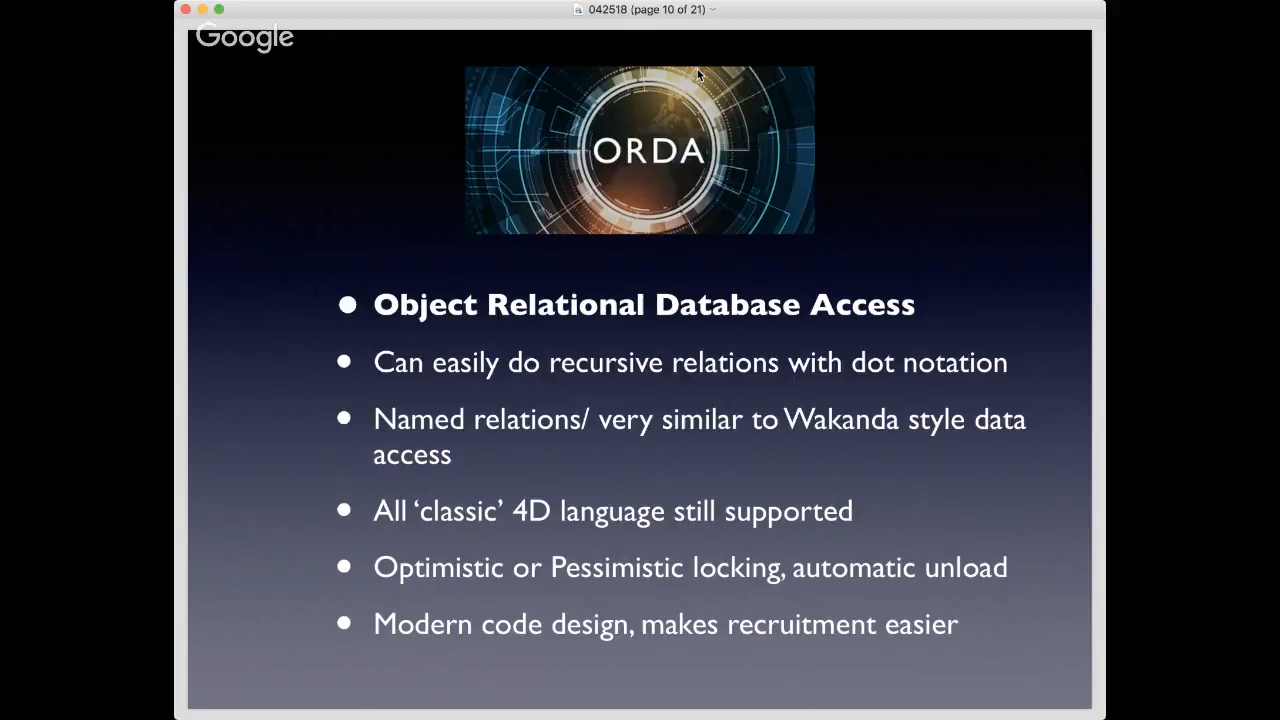 042518 (page 10 of 21)
Google
ORDA
Object Relational Database Access
Can easily do recursive relations with dot notation
Named relations/ very similar to Wakanda style data
access
All ‘classic’ 4D language still supported
Optimistic or Pessimistic locking, automatic unload
Modern code design, makes recruitment easier